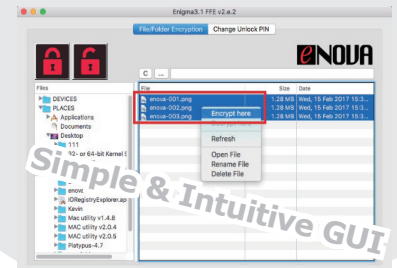 Enigma3.1 FFE v2.e.2
File/Folder Encryption Change Unlock PIN
eNOVA
C ...
Files
File Size Date
DEVICES
PLACES
Applications
Documents
Desktop
111
32- or 64-bit Kernel S
enova
IORegistryExplorer.ap
Kevin
Mac utility v1.4.8
MAC utility v2.0.4
MAC utility v2.0.5
Platypus-4.7
enova-001.png 1.28 MB Wed, 15 Feb 2017 15:3...
enova-002.png 1.28 MB Wed, 15 Feb 2017 15:3...
enova-003.png 1.28 MB Wed, 15 Feb 2017 15:3...
Encrypt here
Refresh
Open File
Rename File
Delete File
Simple & Intuitive GUI